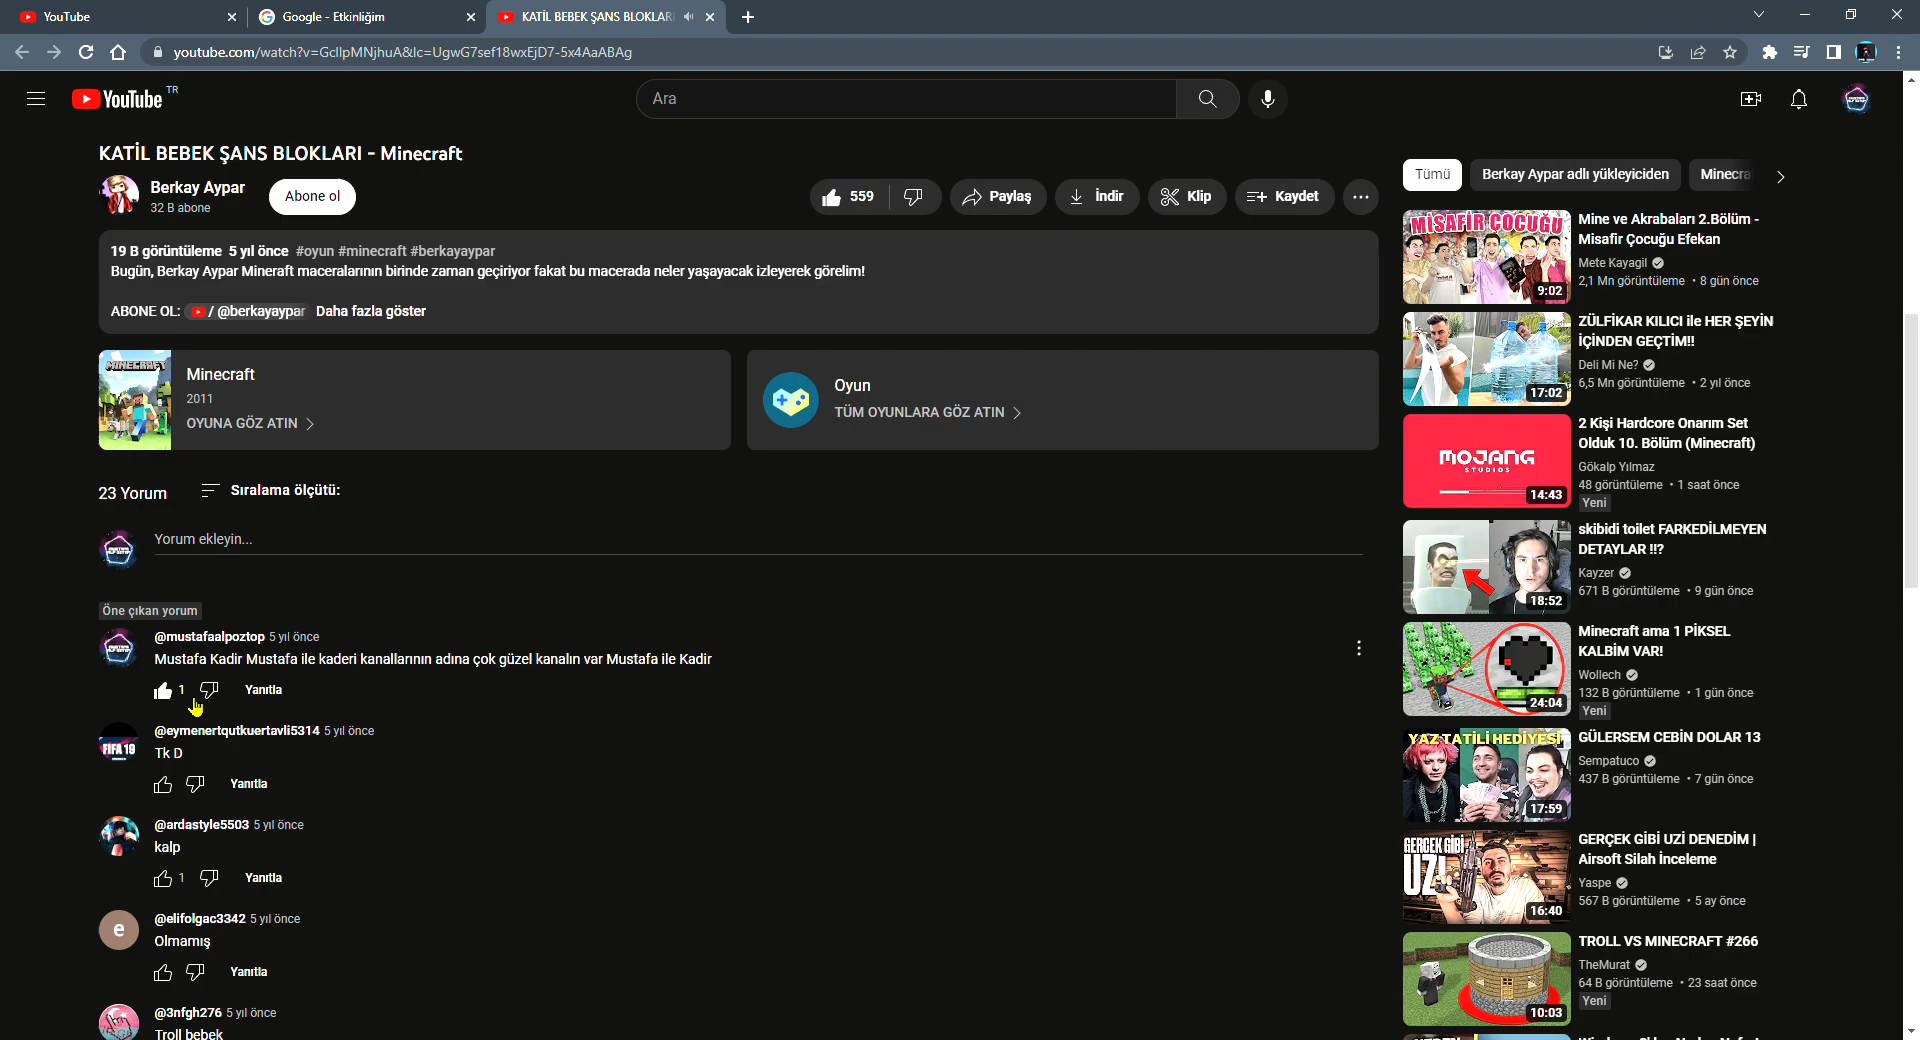 YouTube
Google - Etkinliğim
KATİL BEBEK ŞANS BLOKLARI
youtube.com/watch?v=GcIlpMNjhuA&lc=UgwG7sef18wxEjD7-5x4AaABAg
YouTube TR
Ara
KATİL BEBEK ŞANS BLOKLARI - Minecraft
Berkay Aypar
32 B abone
Abone ol
559
Paylaş
İndir
Klip
Kaydet
19 B görüntüleme 5 yıl önce #oyun #minecraft #berkayaypar
Bugün, Berkay Aypar Mineraft maceralarının birinde zaman geçiriyor fakat bu macerada neler yaşayacak izleyerek görelim!
ABONE OL: / @berkayaypar Daha fazla göster
MINECRAFT
Minecraft
2011
OYUNA GÖZ ATIN
Oyun
TÜM OYUNLARA GÖZ ATIN
23 Yorum
Sıralama ölçütü:
Yorum ekleyin...
Öne çıkan yorum
@mustafaalpoztop 5 yıl önce
Mustafa Kadir Mustafa ile kaderi kanallarının adına çok güzel kanalın var Mustafa ile Kadir
1
Yanıtla
@eymenertqutkuertavli5314 5 yıl önce
FIFA 19
Tk D
Yanıtla
@ardastyle5503 5 yıl önce
kalp
1
Yanıtla
e
@elifolgac3342 5 yıl önce
Olmamış
Yanıtla
@3nfgh276 5 yıl önce
Troll bebek
Tümü
Berkay Aypar adlı yükleyiciden
Minecra
MİSAFİR ÇOCUĞU
9:02
Mine ve Akrabaları 2.Bölüm -
Misafir Çocuğu Efekan
Mete Kayagil
2,1 Mn görüntüleme • 8 gün önce
17:02
ZÜLFİKAR KILICI ile HER ŞEYİN
İÇİNDEN GEÇTİM!!
Deli Mi Ne?
6,5 Mn görüntüleme • 2 yıl önce
MOJANG
STUDIOS
14:43
2 Kişi Hardcore Onarım Set
Olduk 10. Bölüm (Minecraft)
Gökalp Yılmaz
48 görüntüleme • 1 saat önce
Yeni
18:52
skibidi toilet FARKEDİLMEYEN
DETAYLAR !!?
Kayzer
671 B görüntüleme • 9 gün önce
24:04
Minecraft ama 1 PİKSEL
KALBİM VAR!
Wollech
132 B görüntüleme • 1 gün önce
Yeni
YAZ TATİLİ HEDİYESİ
17:59
GÜLERSEM CEBİN DOLAR 13
Sempatuco
437 B görüntüleme • 7 gün önce
GERÇEK GİBİ
UZI
16:40
GERÇEK GİBİ UZİ DENEDİM |
Airsoft Silah İnceleme
Yaspe
567 B görüntüleme • 5 ay önce
10:03
TROLL VS MINECRAFT #266
TheMurat
64 B görüntüleme • 23 saat önce
Yeni